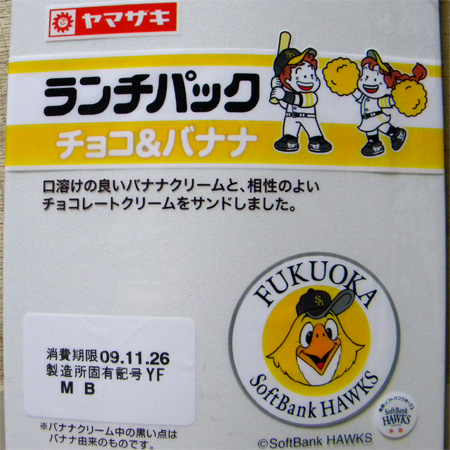 ヤマザキ
ランチパック
チョコ&バナナ
口溶けの良いバナナクリームと、相性のよい
チョコレートクリームをサンドしました。
FUKUOKA
SH
SoftBank HAWKS
消費期限 09.11.26
製造所固有記号 YF
M B
※バナナクリーム中の黒い点は
バナナ由来のものです。
SoftBank
HAWKS
©SoftBank HAWKS